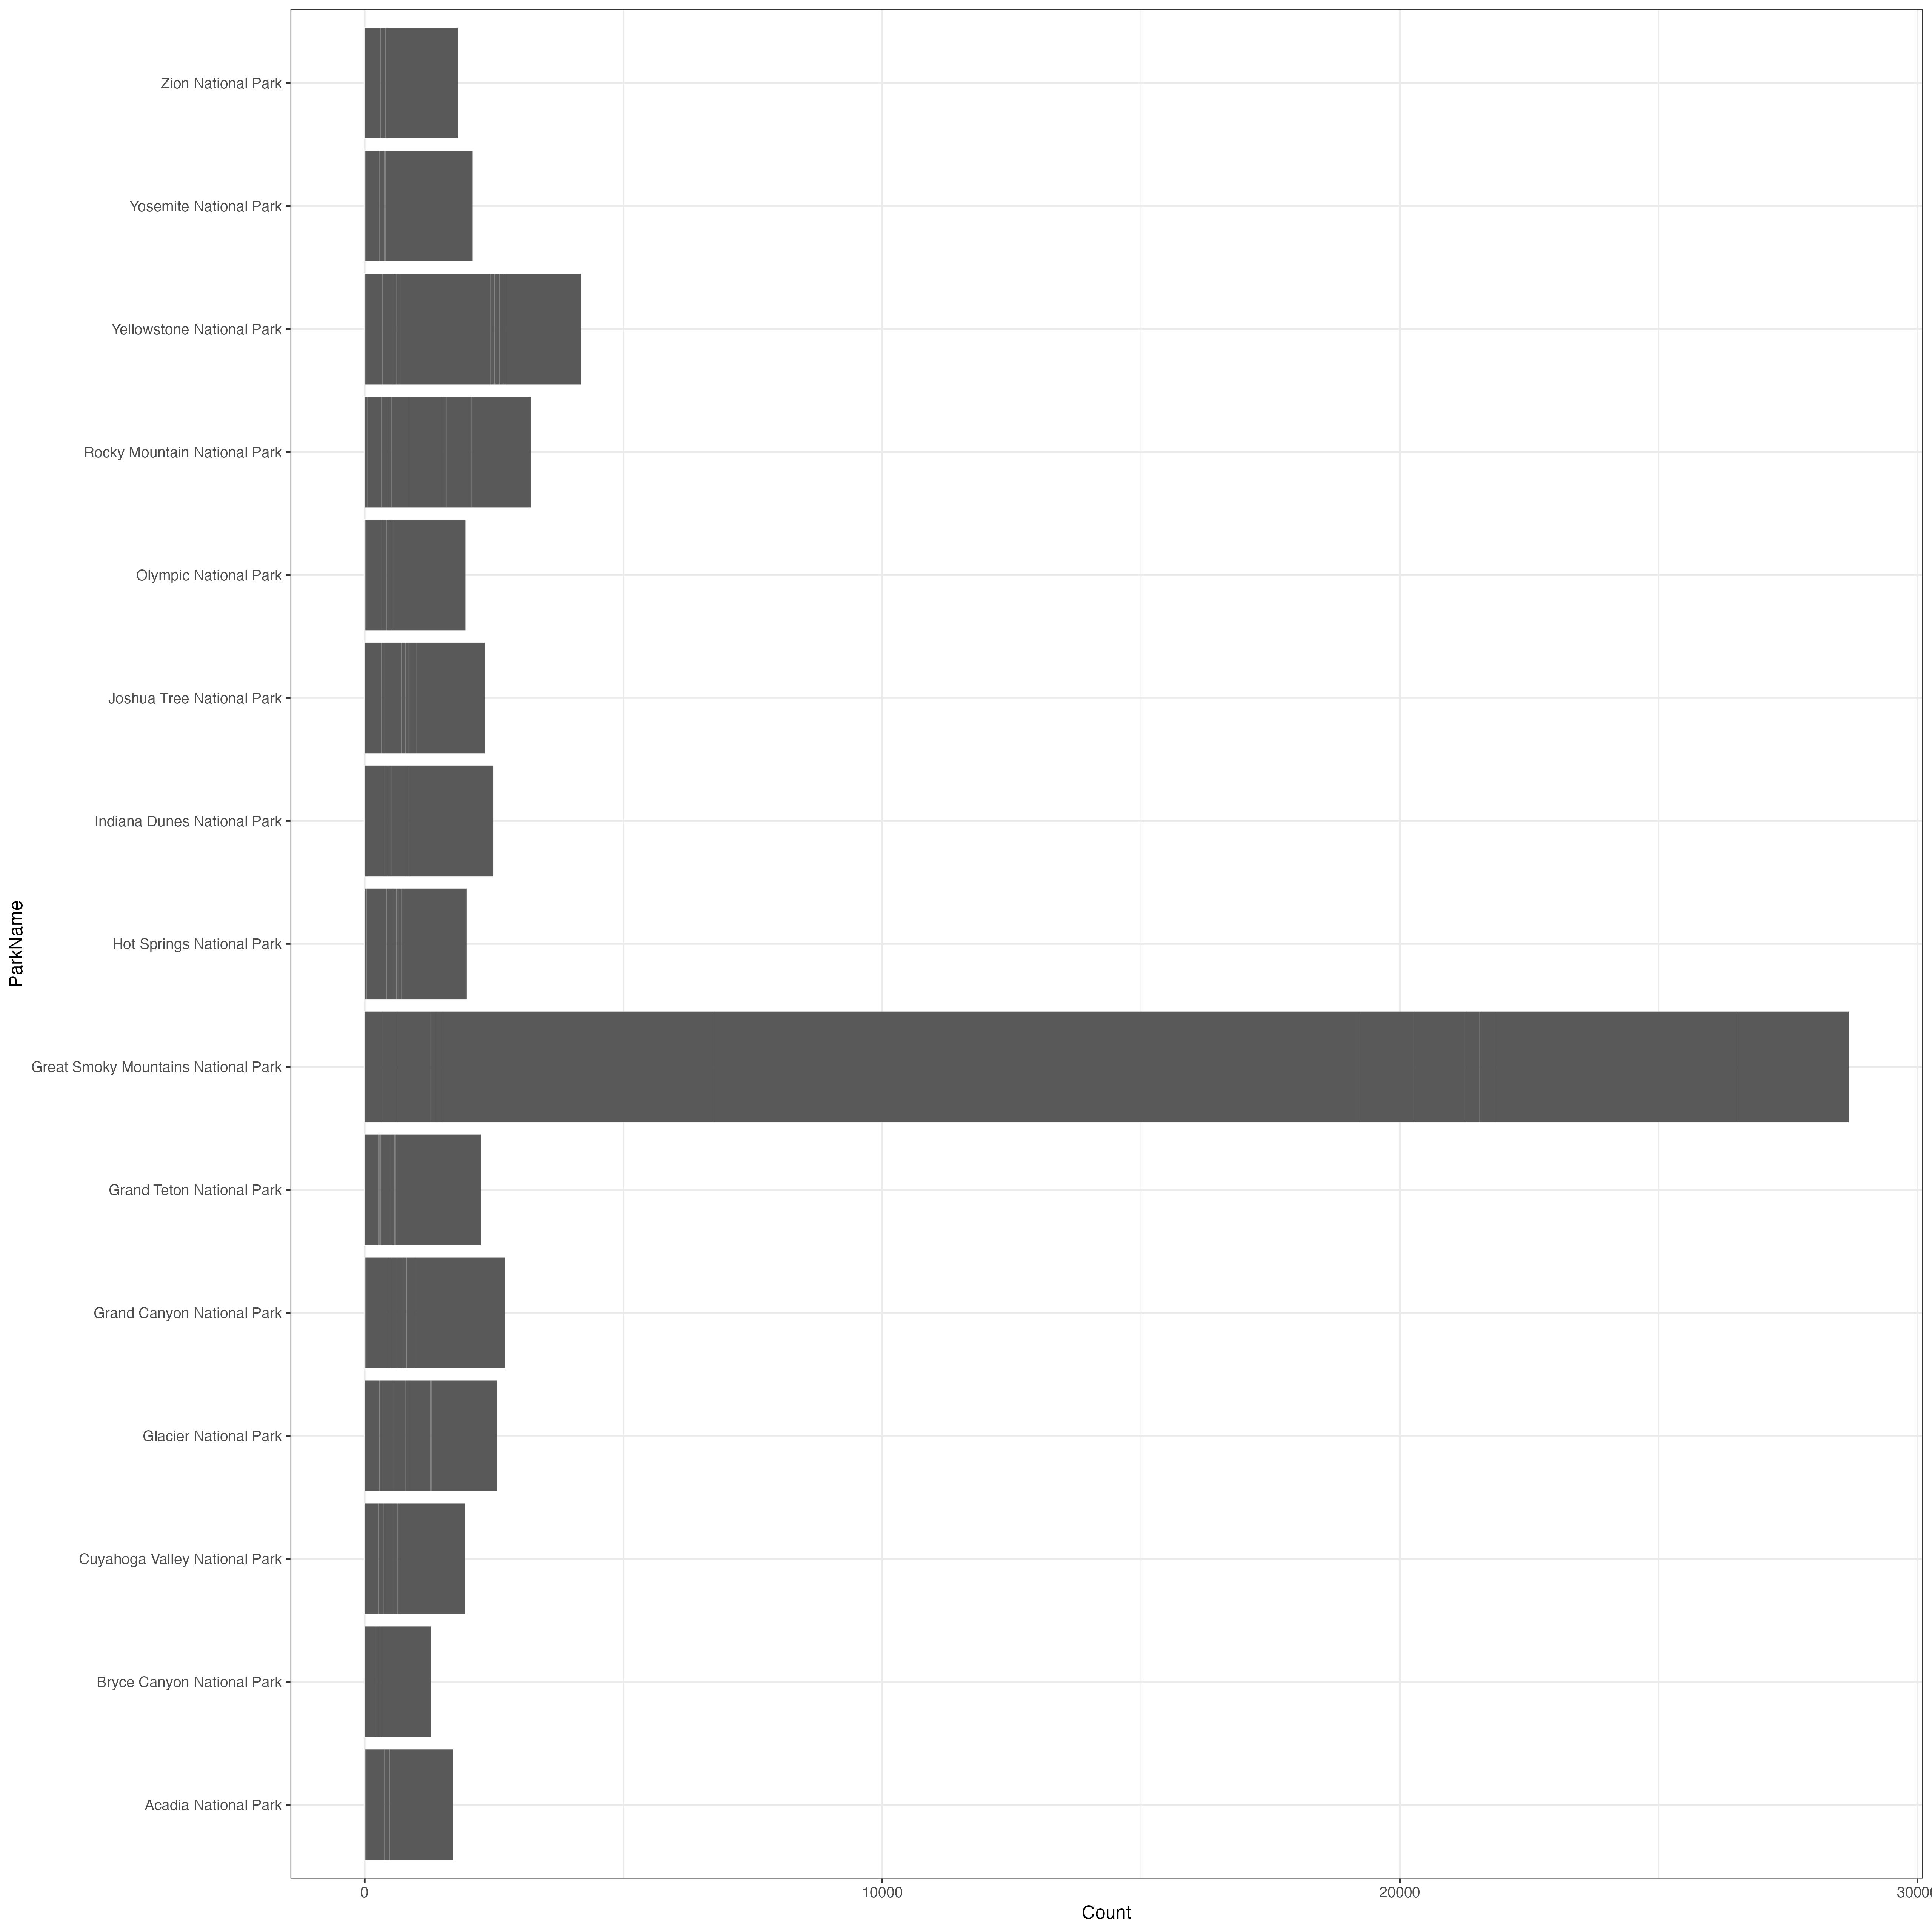 Zion National Park
Yosemite National Park
Yellowstone National Park
Rocky Mountain National Park
Olympic National Park
Joshua Tree National Park
Indiana Dunes National Park
Hot Springs National Park
Great Smoky Mountains National Park
Grand Teton National Park
Grand Canyon National Park
Glacier National Park
Cuyahoga Valley National Park
Bryce Canyon National Park
Acadia National Park
ParkName
0 10000 20000 30000
Count